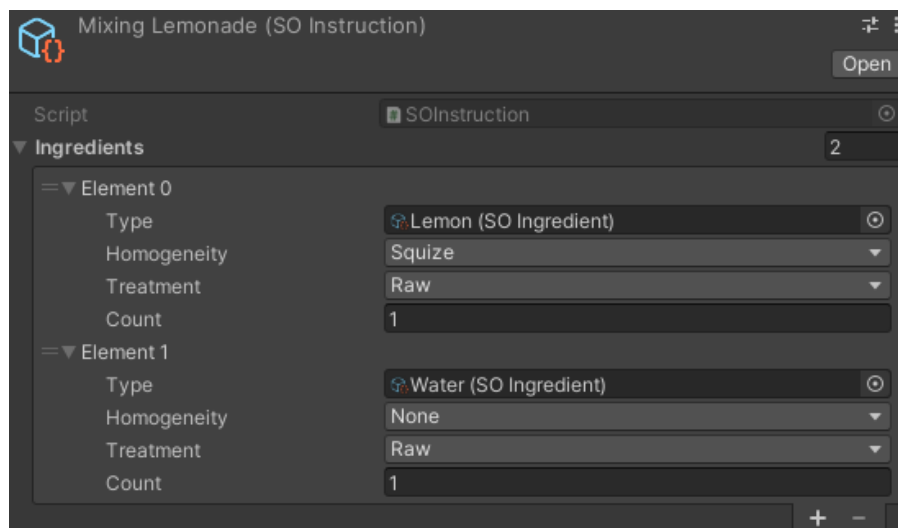 Mixing Lemonade (SO Instruction)
Open
Script SOInstruction
Ingredients 2
Element 0
Type Lemon (SO Ingredient)
Homogeneity Squize
Treatment Raw
Count 1
Element 1
Type Water (SO Ingredient)
Homogeneity None
Treatment Raw
Count 1
+ −